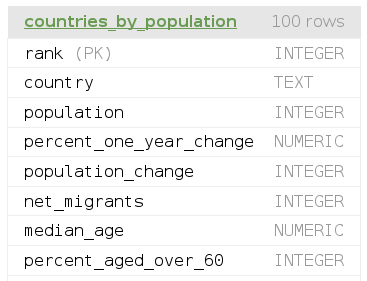 countries_by_population 100 rows
rank (PK) INTEGER
country TEXT
population INTEGER
percent_one_year_change NUMERIC
population_change INTEGER
net_migrants INTEGER
median_age NUMERIC
percent_aged_over_60 INTEGER